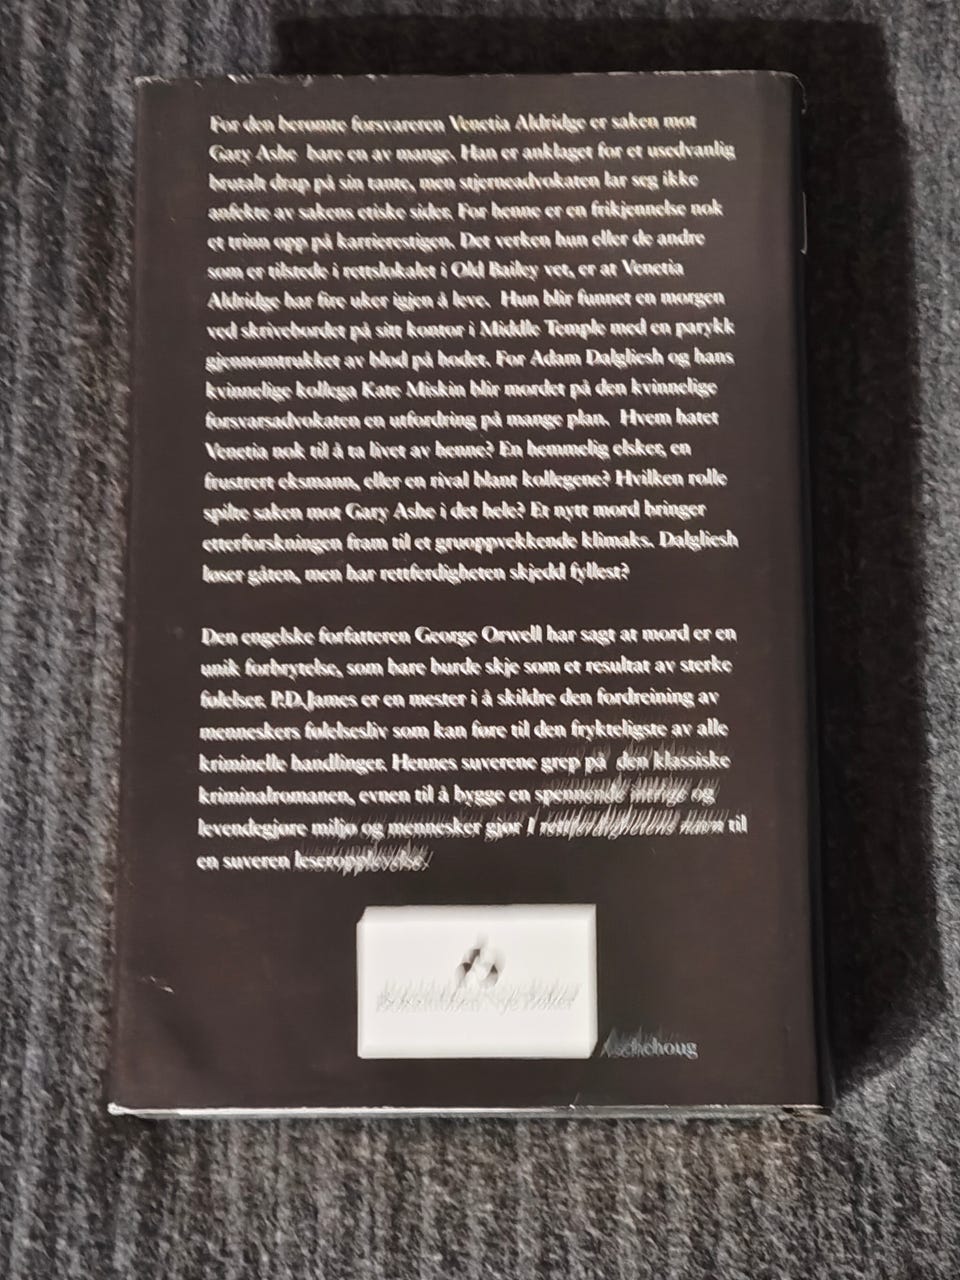 For den berømte forsvareren Venetia Aldridge er saken mot
Gary Ashe bare en av mange. Han er anklaget for et usedvanlig
brutalt drap på sin tante, men stjerneadvokaten lar seg ikke
anfekte av sakens etiske sider. For henne er en frikjennelse nok
et trinn opp på karrierestigen. Det verken hun eller de andre
som er tilstede i rettslokalet i Old Bailey vet, er at Venetia
Aldridge har fire uker igjen å leve. Hun blir funnet en morgen
ved skrivebordet på sitt kontor i Middle Temple med en parykk
gjennomtrukket av blod på hodet. For Adam Dalgliesh og hans
kvinnelige kollega Kate Miskin blir mordet på den kvinnelige
forsvarsadvokaten en utfordring på mange plan. Hvem hatet
Venetia nok til å ta livet av henne? En hemmelig elsker, en
frustrert eksmann, eller en rival blant kollegene? Hvilken rolle
spilte saken mot Gary Ashe i det hele? Et nytt mord bringer
etterforskningen fram til et gruoppvekkende klimaks. Dalgliesh
løser gåten, men har rettferdigheten skjedd fyllest?
Den engelske forfatteren George Orwell har sagt at mord er en
unik forbrytelse, som bare burde skje som et resultat av sterke
følelser. P.D.James er en mester i å skildre den fordreining av
menneskers følelsesliv som kan føre til den frykteligste av alle
kriminelle handlinger. Hennes suverene grep på den klassiske
kriminalromanen, evnen til å bygge en spennende intrige og
levendegjøre miljø og mennesker gjør I rettferdighetens navn til
en suveren leseropplevelse.
Bokklubben Nye Bøker
Aschehoug